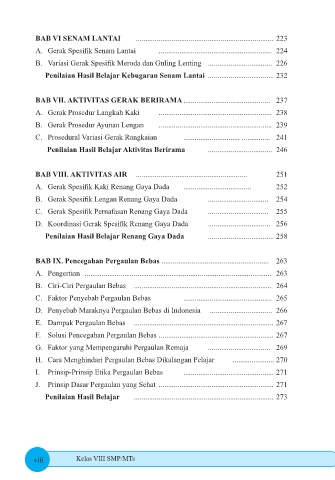 BAB VI SENAM LANTAI ........ 223
A. Gerak Spesifik Senam Lantai ........ 224
B. Variasi Gerak Spesifik Meroda dan Guling Lenting ........ 226
Penilaian Hasil Belajar Kebugaran Senam Lantai ........ 232
BAB VII. AKTIVITAS GERAK BERIRAMA ........ 237
A. Gerak Prosedur Langkah Kaki ........ 238
B. Gerak Prosedur Ayunan Lengan ........ 239
C. Prosedural Variasi Gerak Rangkaian ........ 241
Penilaian Hasil Belajar Aktivitas Berirama ........ 246
BAB VIII. AKTIVITAS AIR ........ 251
A. Gerak Spesifik Kaki Renang Gaya Dada ........ 252
B. Gerak Spesifik Lengan Renang Gaya Dada ........ 254
C. Gerak Spesifik Pernafasan Renang Gaya Dada ........ 255
D. Koordinasi Gerak Spesifik Renang Gaya Dada ........ 256
Penilaian Hasil Belajar Renang Gaya Dada ........ 258
BAB IX. Pencegahan Pergaulan Bebas ........ 263
A. Pengertian ........ 263
B. Ciri-Ciri Pergaulan Bebas ........ 264
C. Faktor Penyebab Pergaulan Bebas ........ 265
D. Penyebab Maraknya Pergaulan Bebas di Indonesia ........ 266
E. Dampak Pergaulan Bebas ........ 267
F. Solusi Pencegahan Pergaulan Bebas ........ 267
G. Faktor yang Mempengaruhi Pergaulan Remaja ........ 269
H. Cara Menghindari Pergaulan Bebas Dikalangan Pelajar ........ 270
I. Prinsip-Prinsip Etika Pergaulan Bebas ........ 271
J. Prinsip Dasar Pergaulan yang Sehat ........ 271
Penilaian Hasil Belajar ........ 273
viii Kelas VIII SMP/MTs